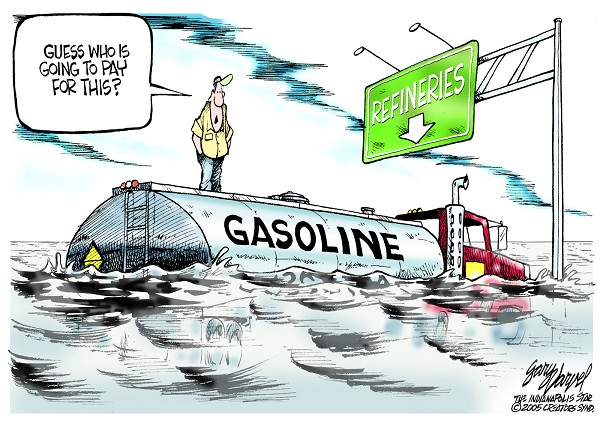 GUESS WHO IS
GOING TO PAY
FOR THIS?
REFINERIES
GASOLINE
Gary Varvel
THE INDIANAPOLIS STAR
©2005 CREATORS SYND.